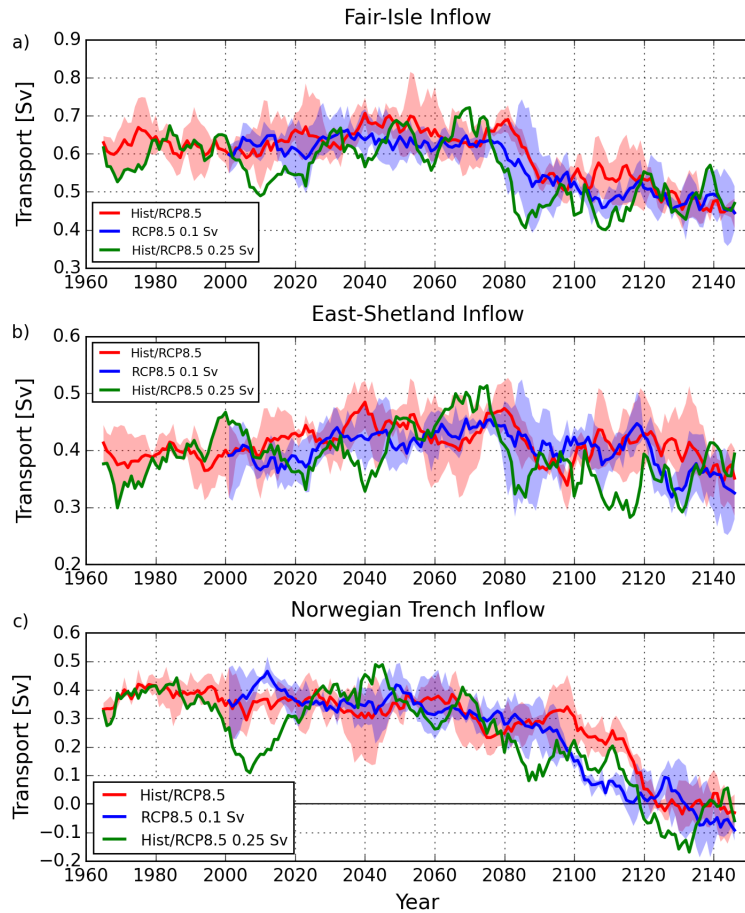 Fair-Isle Inflow
a)
0.9
0.8
0.7
0.6
0.5
0.4
0.3
Transport [Sv]
Hist/RCP8.5
RCP8.5 0.1 Sv
Hist/RCP8.5 0.25 Sv
1960 1980 2000 2020 2040 2060 2080 2100 2120 2140
East-Shetland Inflow
b)
0.6
0.5
0.4
0.3
0.2
Transport [Sv]
Hist/RCP8.5
RCP8.5 0.1 Sv
Hist/RCP8.5 0.25 Sv
1960 1980 2000 2020 2040 2060 2080 2100 2120 2140
Norwegian Trench Inflow
c)
0.6
0.5
0.4
0.3
0.2
0.1
0.0
−0.1
−0.2
Transport [Sv]
Hist/RCP8.5
RCP8.5 0.1 Sv
Hist/RCP8.5 0.25 Sv
1960 1980 2000 2020 2040 2060 2080 2100 2120 2140
Year